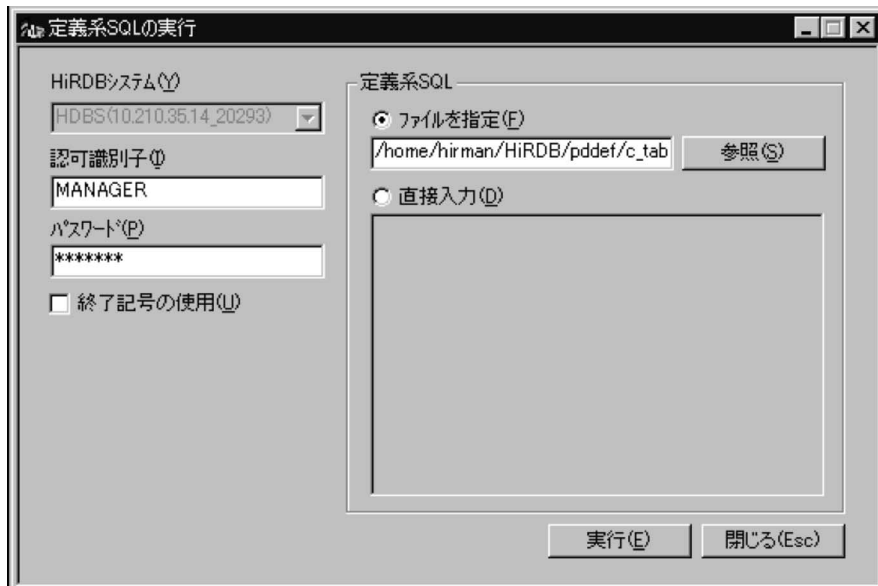 定義系SQLの実行
HiRDBシステム(Y)
HDBS(10.210.35.14_20293)
認可識別子(I)
MANAGER
パスワード(P)
*******
終了記号の使用(U)
定義系SQL
ファイルを指定(F)
/home/hirman/HiRDB/pddef/c_tab
参照(S)
直接入力(D)
実行(E)
閉じる(Esc)